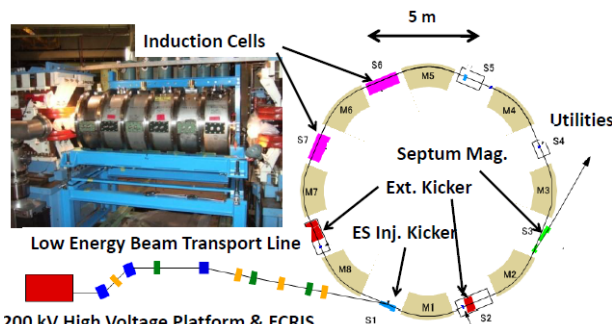 5 m
Induction Cells
S6
M5
S5
M6
M4
Utilities
S7
S4
Septum Mag.
M7
Ext. Kicker
M3
S3
Low Energy Beam Transport Line
ES Inj. Kicker
M8
M2
M1
S1
S2
200 kV High Voltage Platform & ECRIS